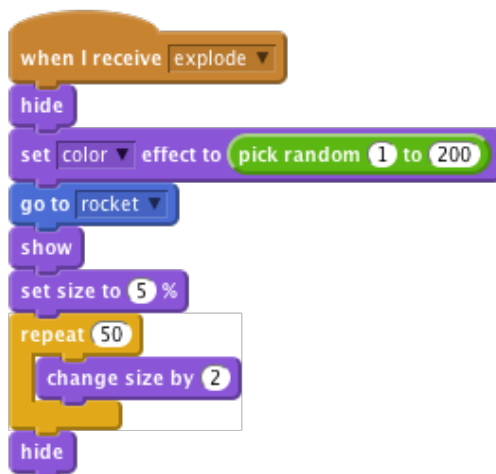 when I receive explode
hide
set color effect to pick random 1 to 200
go to rocket
show
set size to 5 %
repeat 50
change size by 2
hide